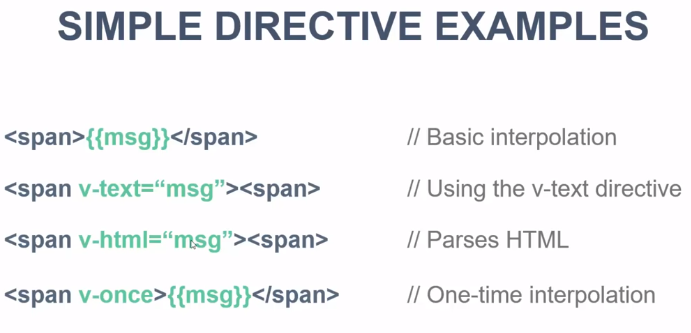 SIMPLE DIRECTIVE EXAMPLES
<span>{{msg}}</span> // Basic interpolation
<span v-text=“msg”><span> // Using the v-text directive
<span v-html=“msg”><span> // Parses HTML
<span v-once>{{msg}}</span> // One-time interpolation